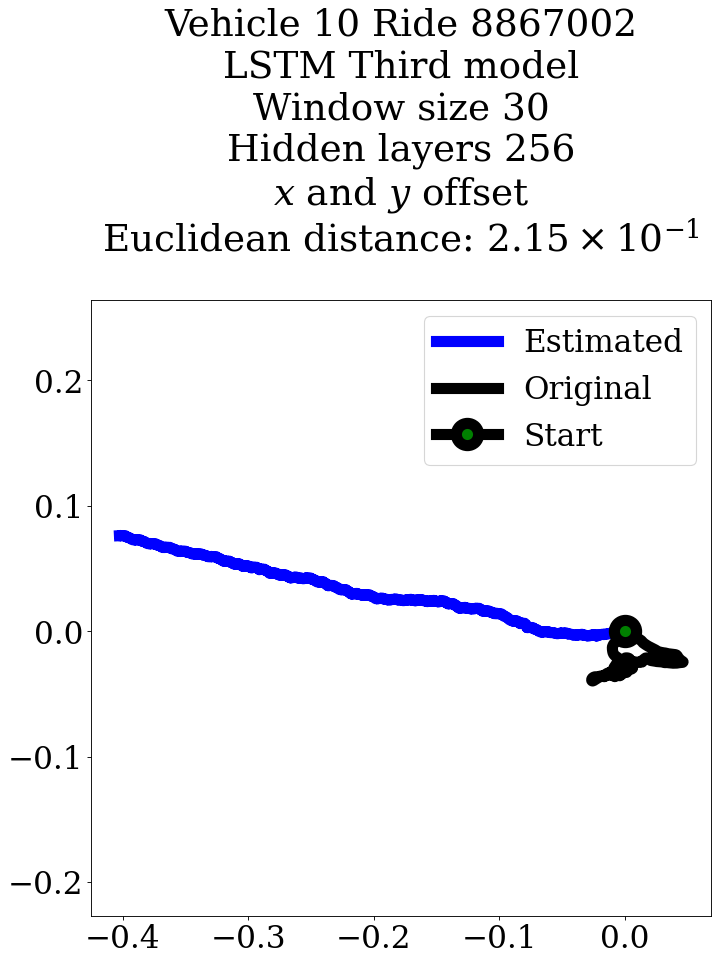 Vehicle 10 Ride 8867002
LSTM Third model
Window size 30
Hidden layers 256
x and y offset
Euclidean distance: 2.15 × 10⁻¹
Estimated
Original
Start
0.2
0.1
0.0
−0.1
−0.2
−0.4 −0.3 −0.2 −0.1 0.0